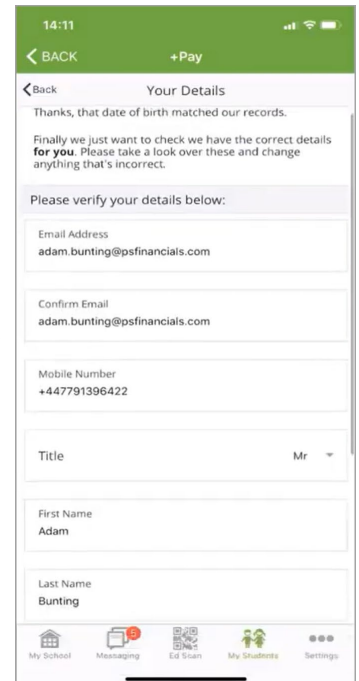 14:11
BACK
+Pay
Back
Your Details
Thanks, that date of birth matched our records.
Finally we just want to check we have the correct details
for you. Please take a look over these and change
anything that's incorrect.
Please verify your details below:
Email Address
adam.bunting@psfinancials.com
Confirm Email
adam.bunting@psfinancials.com
Mobile Number
+447791396422
Title
Mr
First Name
Adam
Last Name
Bunting
5
My School
Messaging
Ed Scan
My Students
Settings